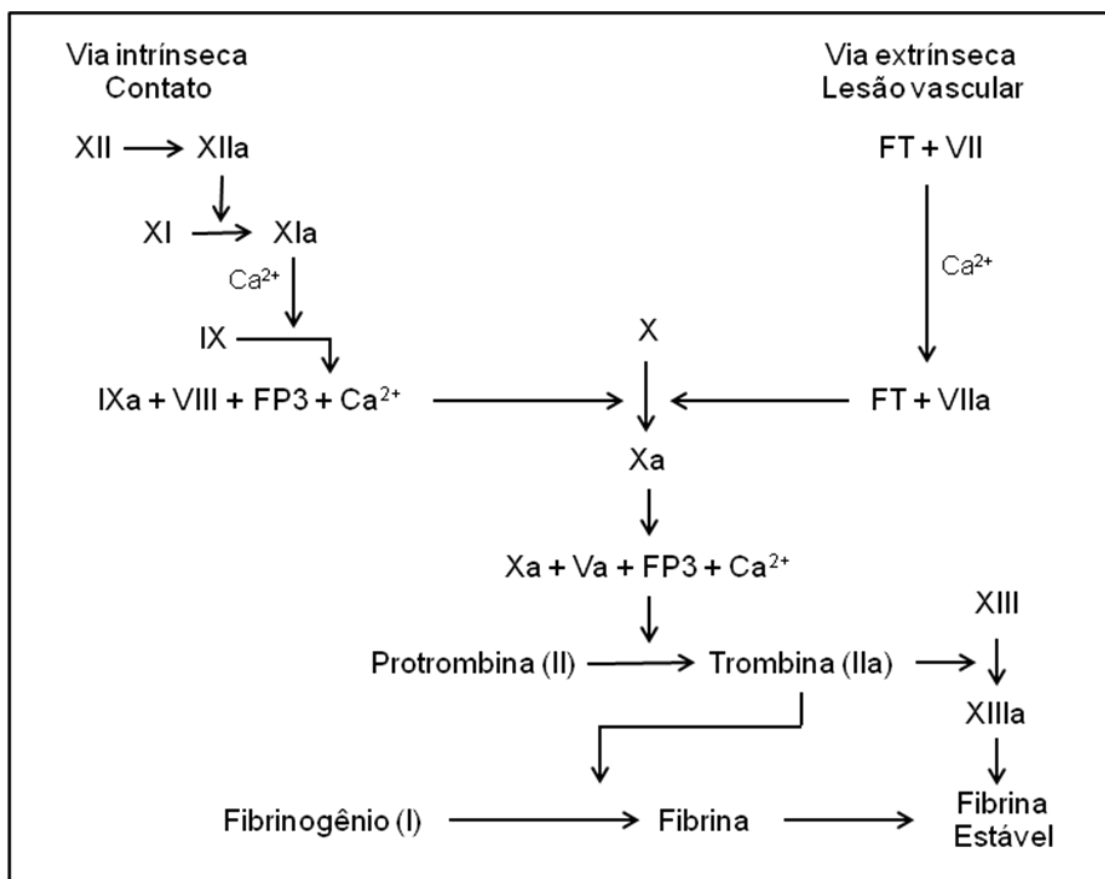 Via intrínseca
Contato
Via extrínseca
Lesão vascular
XII XIIa
FT + VII
XI XIa
Ca²⁺
Ca²⁺
IX
X
IXa + VIII + FP3 + Ca²⁺
FT + VIIa
Xa
Xa + Va + FP3 + Ca²⁺
XIII
Protrombina (II) Trombina (IIa)
XIIIa
Fibrinogênio (I) Fibrina
Fibrina
Estável